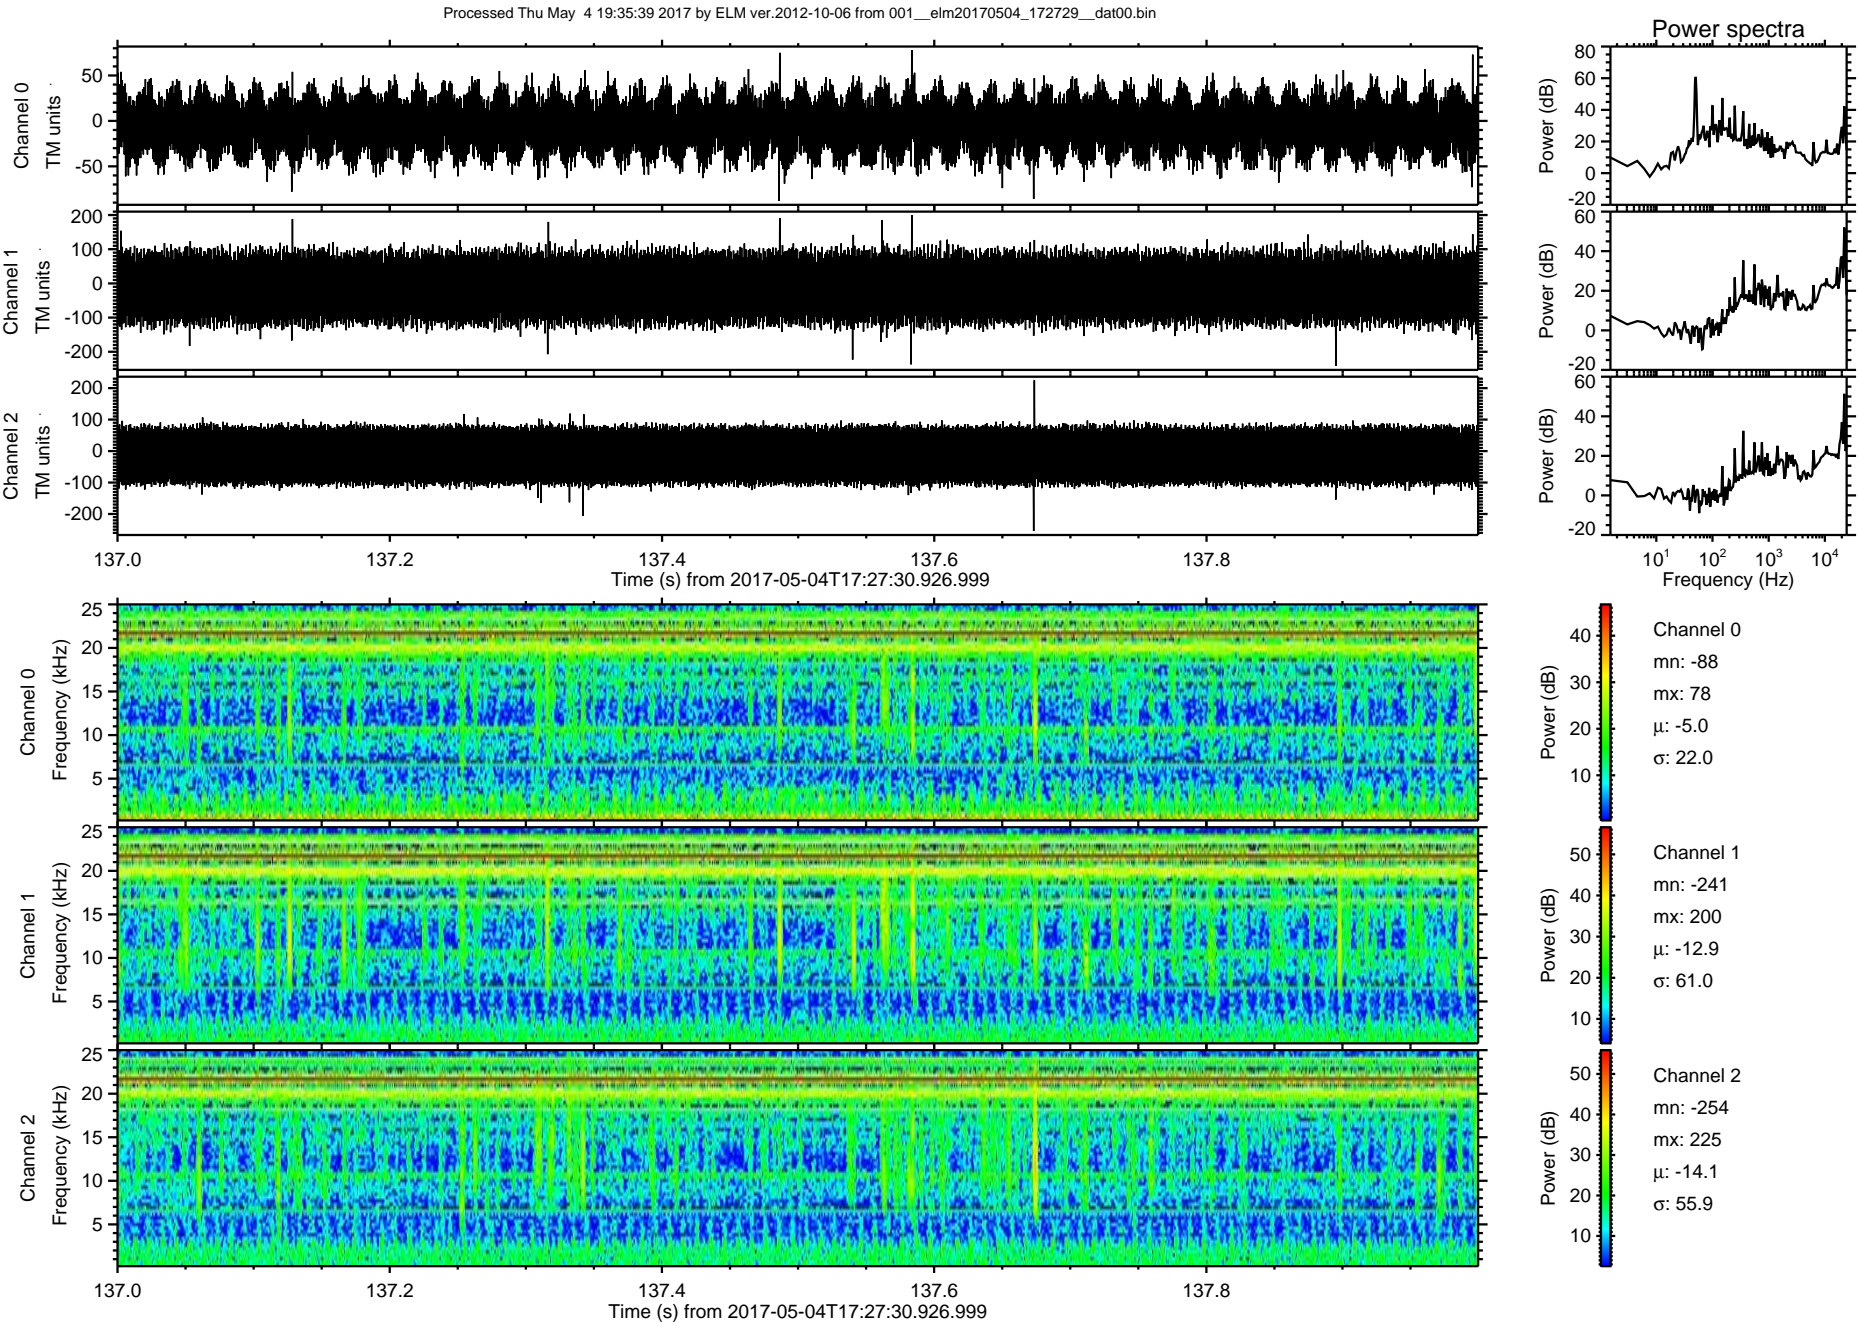 Processed Thu May  4 19:35:39 2017 by ELM ver.2012-10-06 from 001__elm20170504_172729__dat00.bin
Power spectra
Channel 0
TM units
50
0
-50
Power (dB)
80
60
40
20
0
-20
Channel 1
TM units
200
100
0
-100
-200
Power (dB)
60
40
20
0
-20
Channel 2
TM units
200
100
0
-100
-200
Power (dB)
60
40
20
0
-20
137.0 137.2 137.4 137.6 137.8
Time (s) from 2017-05-04T17:27:30.926.999
10^1 10^2 10^3 10^4
Frequency (Hz)
Channel 0
Frequency (kHz)
25
20
15
10
5
Power (dB)
40
30
20
10
Channel 0
mn: -88
mx: 78
μ: -5.0
σ: 22.0
Channel 1
Frequency (kHz)
25
20
15
10
5
Power (dB)
50
40
30
20
10
Channel 1
mn: -241
mx: 200
μ: -12.9
σ: 61.0
Channel 2
Frequency (kHz)
25
20
15
10
5
Power (dB)
50
40
30
20
10
Channel 2
mn: -254
mx: 225
μ: -14.1
σ: 55.9
137.0 137.2 137.4 137.6 137.8
Time (s) from 2017-05-04T17:27:30.926.999